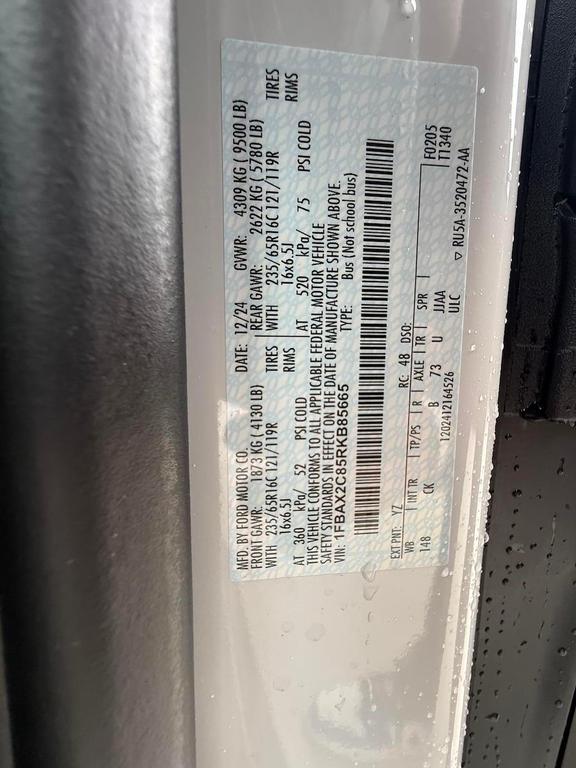 MFD. BY FORD MOTOR CO.
DATE: 12/24 GVWR: 4309 KG ( 9500 LB)
FRONT GAWR: 1873 KG ( 4130 LB) REAR GAWR: 2622 KG ( 5780 LB)
WITH 235/65R16C 121/119R TIRES WITH 235/65R16C 121/119R TIRES
16x6.5J RIMS 16x6.5J RIMS
AT 360 kPa/ 52 PSI COLD AT 520 kPa/ 75 PSI COLD
THIS VEHICLE CONFORMS TO ALL APPLICABLE FEDERAL MOTOR VEHICLE
SAFETY STANDARDS IN EFFECT ON THE DATE OF MANUFACTURE SHOWN ABOVE.
VIN: 1FBAX2C85RKB85665 TYPE: Bus (Not school bus)
EXT PNT: YZ RC: 48 DSO: F0205
WB INT TR TP/PS R AXLE TR SPR T1340
148 CK B 73 U JJAA
1202412164526 ULC ▽ RU5A-3520472-AA